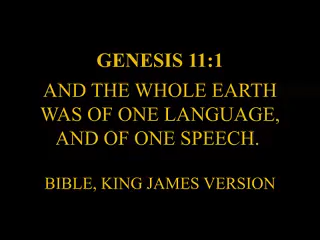 GENESIS 11:1
AND THE WHOLE EARTH
WAS OF ONE LANGUAGE,
AND OF ONE SPEECH.
BIBLE, KING JAMES VERSION